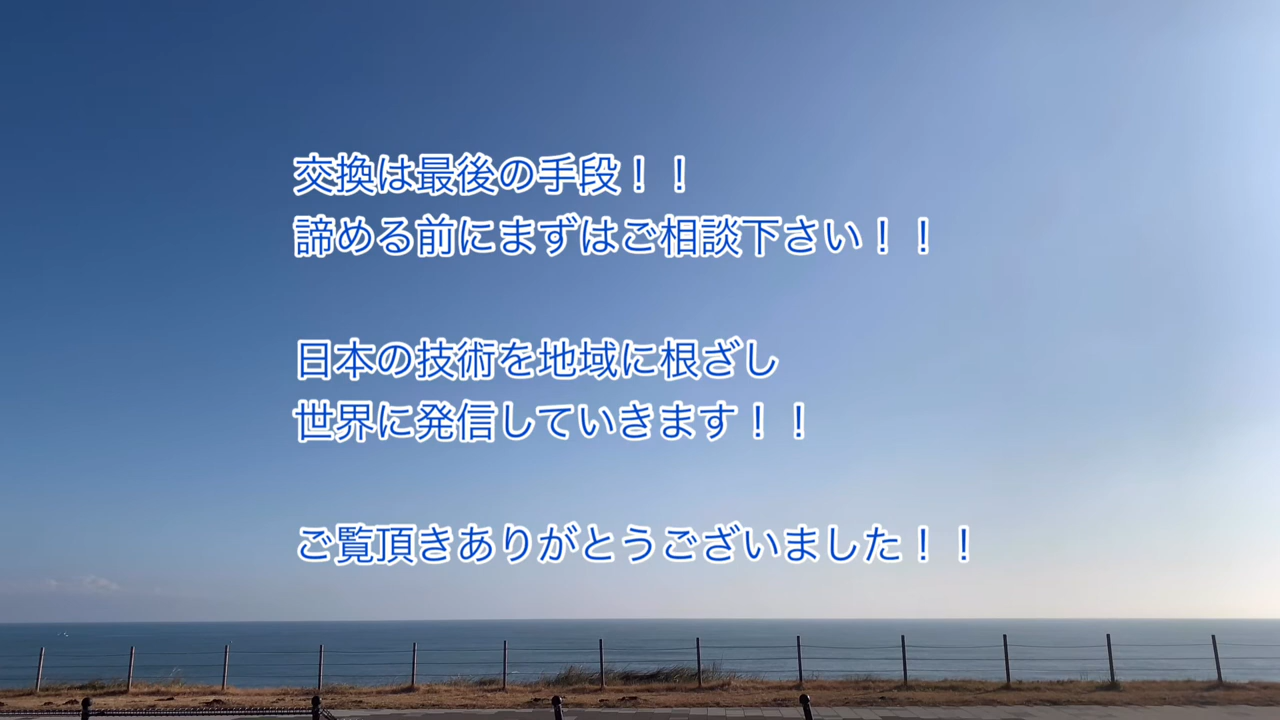 交換は最後の手段！！
諦める前にまずはご相談下さい！！
日本の技術を地域に根ざし
世界に発信していきます！！
ご覧頂きありがとうございました！！